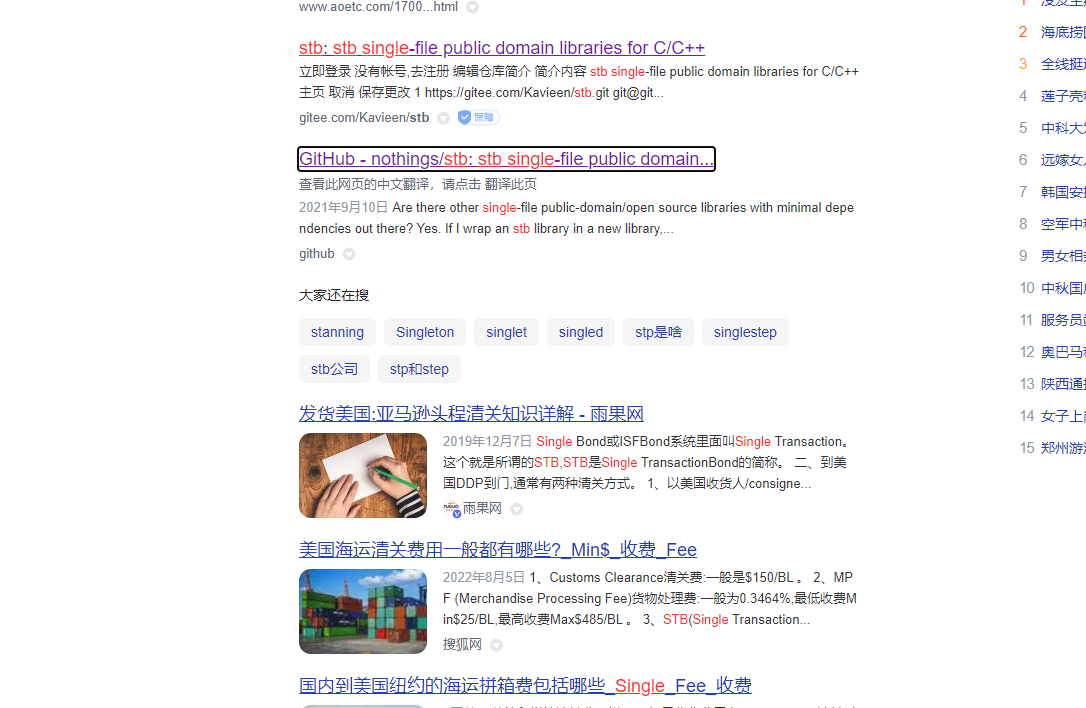 www.aoetc.com/1700...html
stb: stb single-file public domain libraries for C/C++
立即登录 没有帐号,去注册 编辑仓库简介 简介内容 stb single-file public domain libraries for C/C++
主页 取消 保存更改 1 https://gitee.com/Kavieen/stb.git git@git...
gitee.com/Kavieen/stb 保障
GitHub - nothings/stb: stb single-file public domain...
查看此网页的中文翻译，请点击 翻译此页
2021年9月10日 Are there other single-file public-domain/open source libraries with minimal depe
ndencies out there? Yes. If I wrap an stb library in a new library,...
github
大家还在搜
stanning Singleton singlet singled stp是啥 singlestep
stb公司 stp和step
发货美国:亚马逊头程清关知识详解 - 雨果网
2019年12月7日 Single Bond或ISFBond系统里面叫Single Transaction。
这个就是所谓的STB,STB是Single TransactionBond的简称。 二、到美
国DDP到门,通常有两种清关方式。 1、以美国收货人/consigne...
雨果网
美国海运清关费用一般都有哪些?_Min$_收费_Fee
2022年8月5日 1、Customs Clearance清关费:一般是$150/BL 。 2、MP
F (Merchandise Processing Fee)货物处理费:一般为0.3464%,最低收费M
in$25/BL,最高收费Max$485/BL 。 3、STB(Single Transaction...
搜狐网
国内到美国纽约的海运拼箱费包括哪些_Single_Fee_收费
1
2 海底捞
3 全线挺
4 莲子壳
5 中科大
6 远嫁女
7 韩国安
8 空军中
9 男女相
10 中秋国
11 服务员
12 奥巴马
13 陕西通
14 女子上
15 郑州游